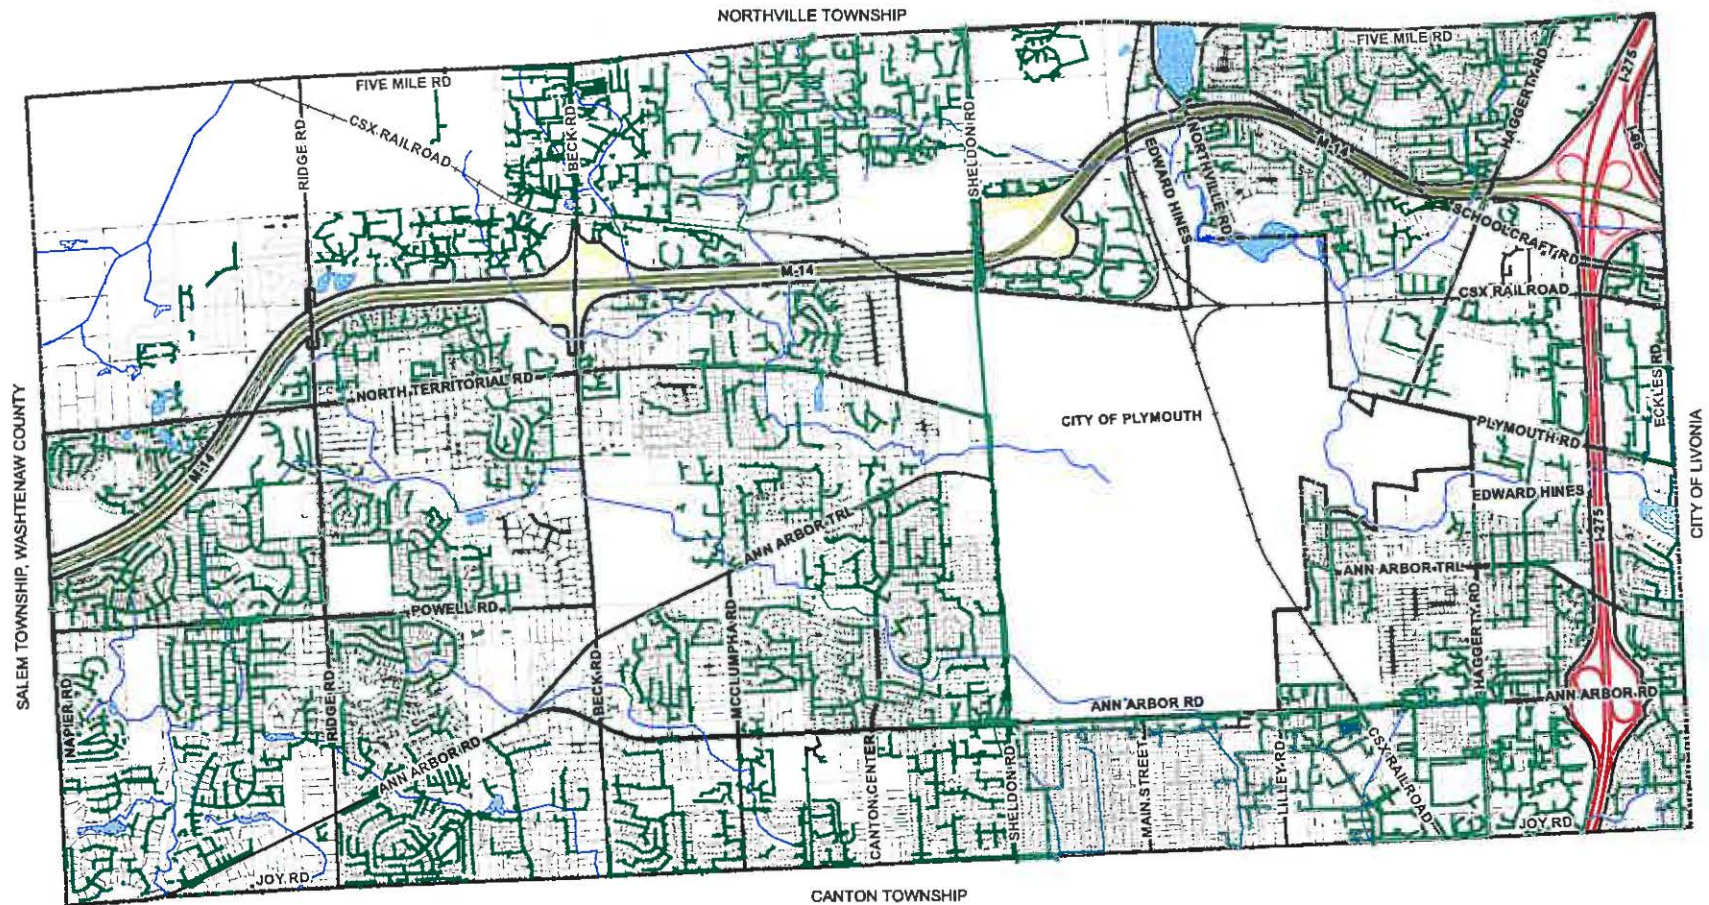 NORTHVILLE TOWNSHIP
FIVE MILE RD
FIVE MILE RD
CSX RAILROAD
RIDGE RD
BECK RD
SHELDON RD
HAGGERTY RD
I-275
I-96
M-14
EDWARD HINES
NORTHVILLE RD
SCHOOLCRAFT RD
M-14
CSX RAILROAD
NORTH TERRITORIAL RD
ECKLES RD
CITY OF PLYMOUTH
PLYMOUTH RD
M-14
SALEM TOWNSHIP, WASHTENAW COUNTY
CITY OF LIVONIA
EDWARD HINES
I-275
ANN ARBOR TRL
ANN ARBOR TRL
POWELL RD
MCCLUMPHA RD
HAGGERTY RD
NAPIER RD
RIDGE RD
BECK RD
ANN ARBOR RD
ANN ARBOR RD
ANN ARBOR RD
CANTON CENTER
SHELDON RD
MAIN STREET
LILLEY RD
CSX RAILROAD
JOY RD
JOY RD
CANTON TOWNSHIP